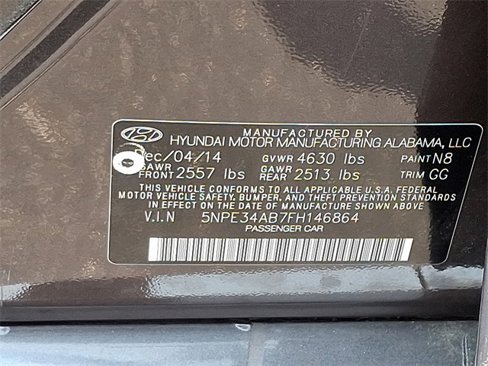 MANUFACTURED BY
HYUNDAI MOTOR MANUFACTURING ALABAMA, LLC
Dec/04/14 GVWR 4630 lbs PAINT N8
GAWR FRONT 2557 lbs GAWR REAR 2513 lbs TRIM GG
THIS VEHICLE CONFORMS TO ALL APPLICABLE U.S.A. FEDERAL
MOTOR VEHICLE SAFETY, BUMPER, AND THEFT PREVENTION STANDARDS
IN EFFECT ON THE DATE OF MANUFACTURE SHOWN ABOVE.
V.I.N 5NPE34AB7FH146864
PASSENGER CAR